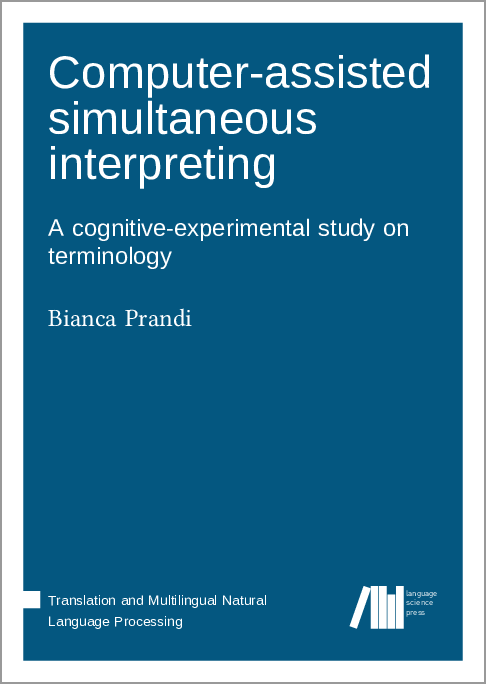 Computer-assisted
simultaneous
interpreting
A cognitive-experimental study on
terminology
Bianca Prandi
Translation and Multilingual Natural
Language Processing
language
science
press